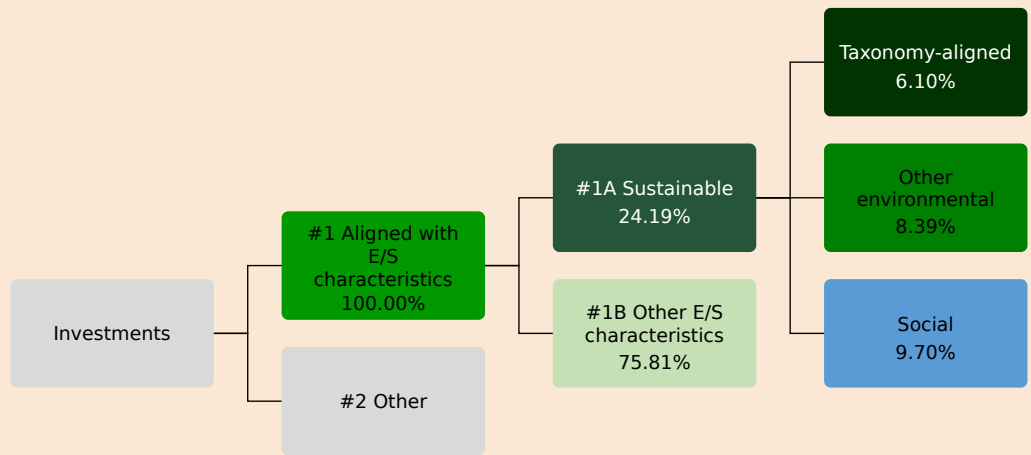 Investments
#1 Aligned with
E/S
characteristics
100.00%
#2 Other
#1A Sustainable
24.19%
#1B Other E/S
characteristics
75.81%
Taxonomy-aligned
6.10%
Other
environmental
8.39%
Social
9.70%